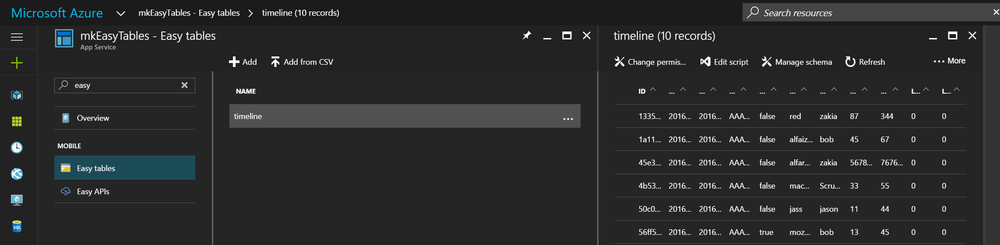 Microsoft Azure mkEasyTables - Easy tables timeline (10 records) Search resources
mkEasyTables - Easy tables
App Service
Add Add from CSV
easy
Overview
MOBILE
Easy tables
Easy APIs
SQL
NAME
timeline ...
timeline (10 records)
Change permis... Edit script Manage schema Refresh ... More
ID ... ... ... ... ... ... ... ... L... L...
1335... 2016... 2016... AAA... false red zakia 87 344 0 0
1a11... 2016... 2016... AAA... false alfaiz... bob 45 67 0 0
45e3... 2016... 2016... AAA... false alfar... zakia 5678... 7676... 0 0
4b53... 2016... 2016... AAA... false mac... Scru... 33 55 0 0
50c0... 2016... 2016... AAA... false jass jason 11 44 0 0
56ff5... 2016... 2016... AAA... true moz... bob 13 45 0 0